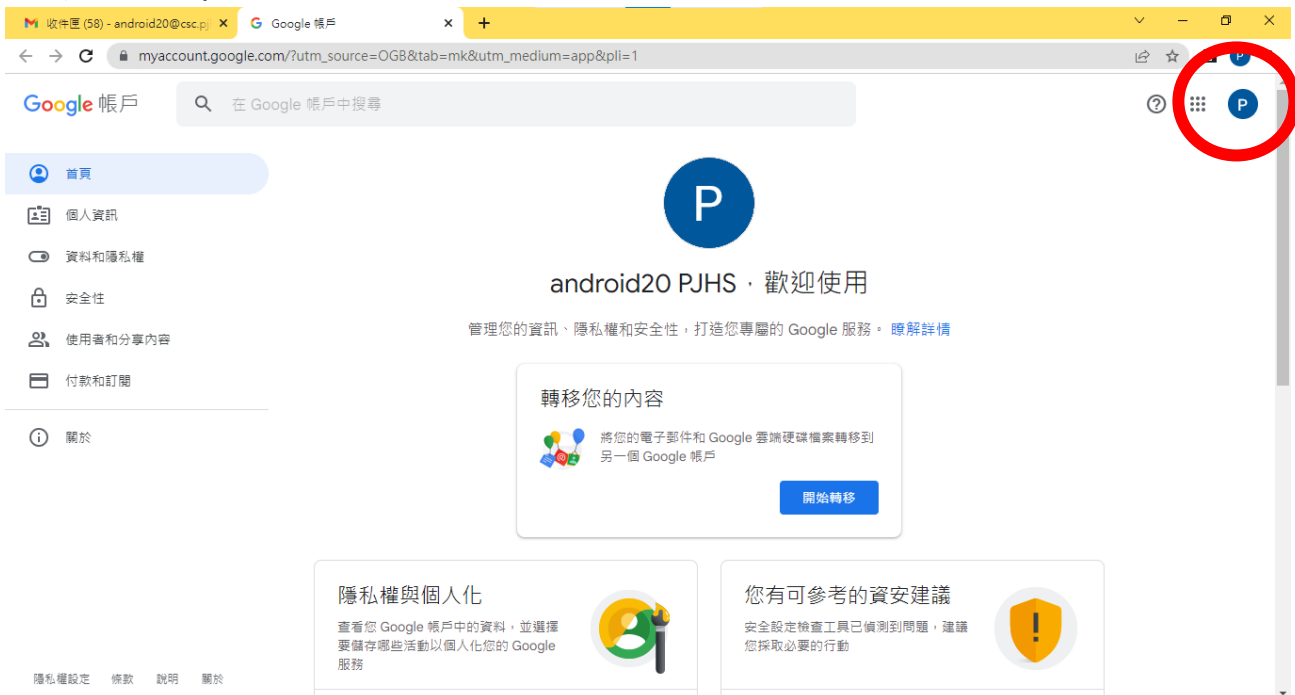 收件匣 (58) - android20@csc.pj
Google 帳戶
myaccount.google.com/?utm_source=OGB&tab=mk&utm_medium=app&pli=1
P
Google 帳戶
在 Google 帳戶中搜尋
P
首頁
個人資訊
資料和隱私權
安全性
使用者和分享內容
付款和訂閱
關於
P
android20 PJHS，歡迎使用
管理您的資訊、隱私權和安全性，打造您專屬的 Google 服務。瞭解詳情
轉移您的內容
將您的電子郵件和 Google 雲端硬碟檔案轉移到
另一個 Google 帳戶
開始轉移
隱私權與個人化
查看您 Google 帳戶中的資料，並選擇
要儲存哪些活動以個人化您的 Google
服務
您有可參考的資安建議
安全設定檢查工具已偵測到問題，建議
您採取必要的行動
隱私權設定 條款 說明 關於